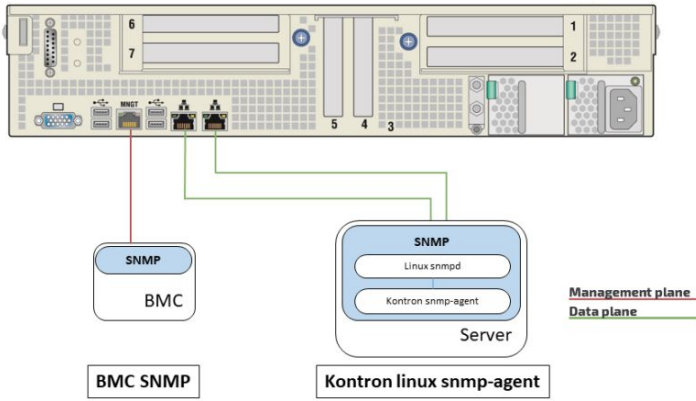 6
7
1
2
MNGT
5
4
3
SNMP
BMC
SNMP
Linux snmpd
Kontron snmp-agent
Server
Management plane
Data plane
BMC SNMP
Kontron linux snmp-agent